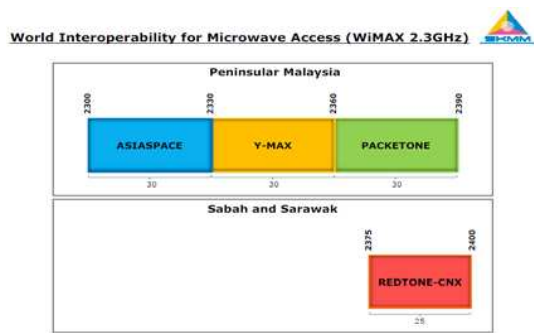 World Interoperability for Microwave Access (WiMAX 2.3GHz)
SKMM
Peninsular Malaysia
2300 2330 2360 2390
ASIASPACE Y-MAX PACKETONE
30 30 30
Sabah and Sarawak
2375 2400
REDTONE-CNX
25